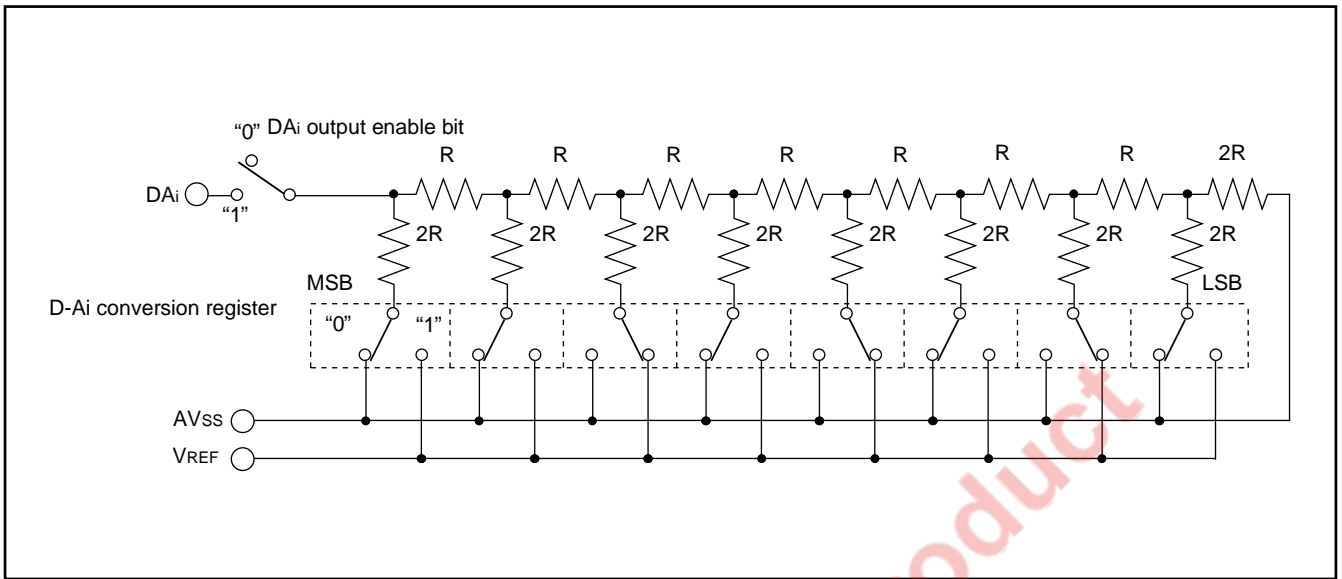 “0” DAi output enable bit
R R R R R R R 2R
DAi
“1”
2R 2R 2R 2R 2R 2R 2R 2R
MSB LSB
D-Ai conversion register
“0” “1”
AVSS
VREF